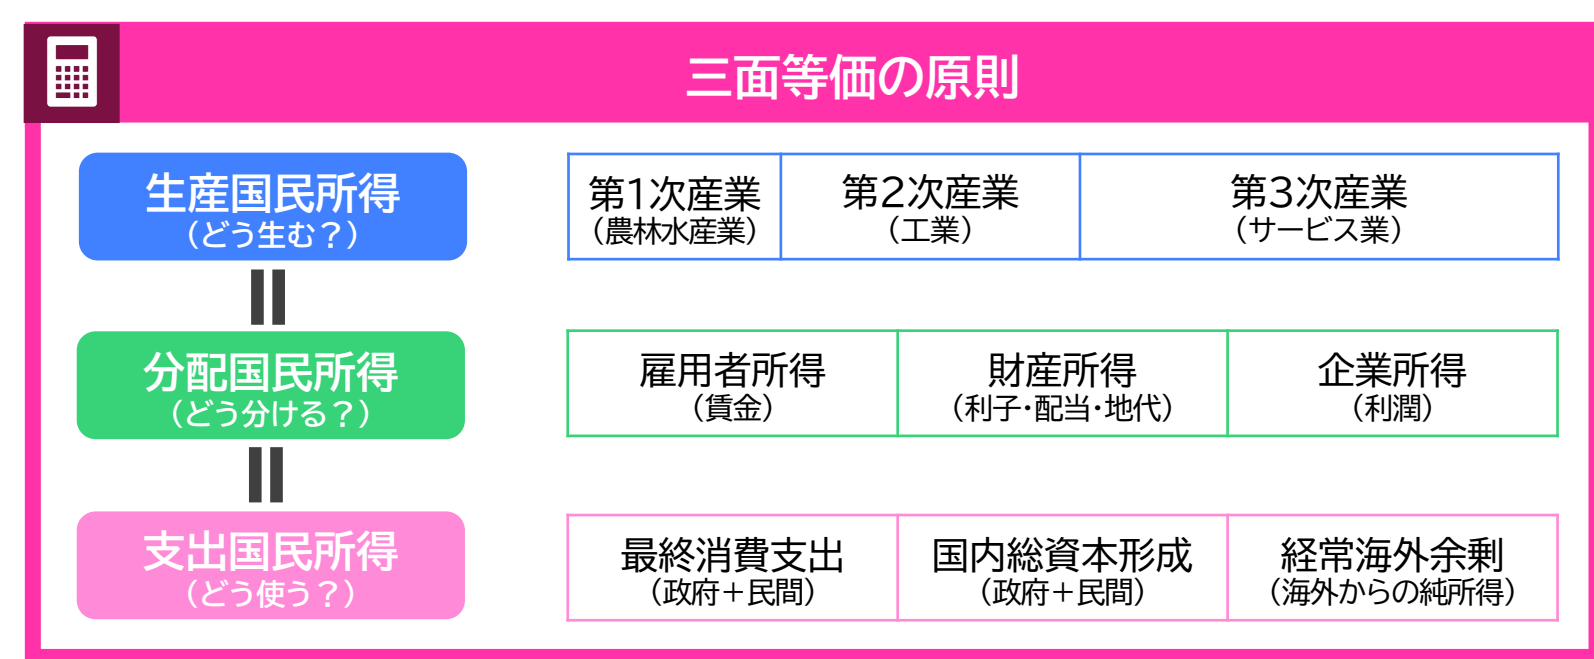 三面等価の原則
生産国民所得
（どう生む？）
第1次産業
（農林水産業）
第2次産業
（工業）
第3次産業
（サービス業）
分配国民所得
（どう分ける？）
雇用者所得
（賃金）
財産所得
（利子・配当・地代）
企業所得
（利潤）
支出国民所得
（どう使う？）
最終消費支出
（政府＋民間）
国内総資本形成
（政府＋民間）
経常海外余剰
（海外からの純所得）